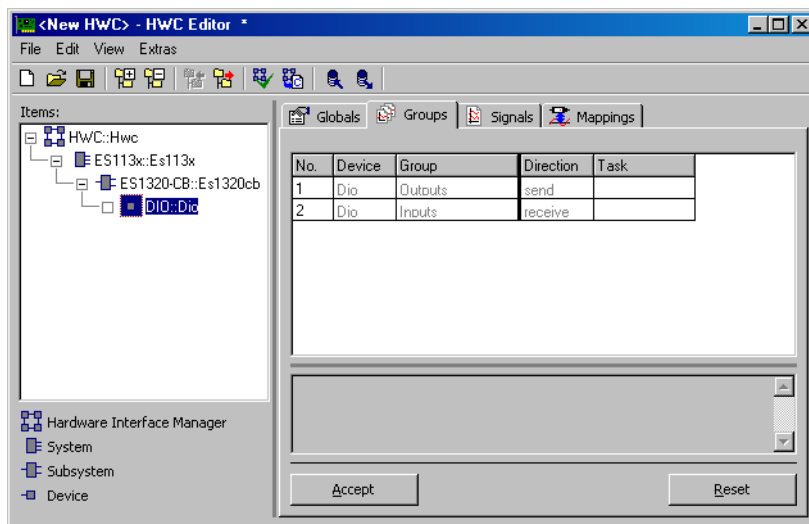 <New HWC> - HWC Editor *
File Edit View Extras
Items:
HWC::Hwc
ES113x::Es113x
ES1320-CB::Es1320cb
DIO::Dio
Hardware Interface Manager
System
Subsystem
Device
Globals Groups Signals Mappings
No. Device Group Direction Task
1 Dio Outputs send
2 Dio Inputs receive
Accept Reset